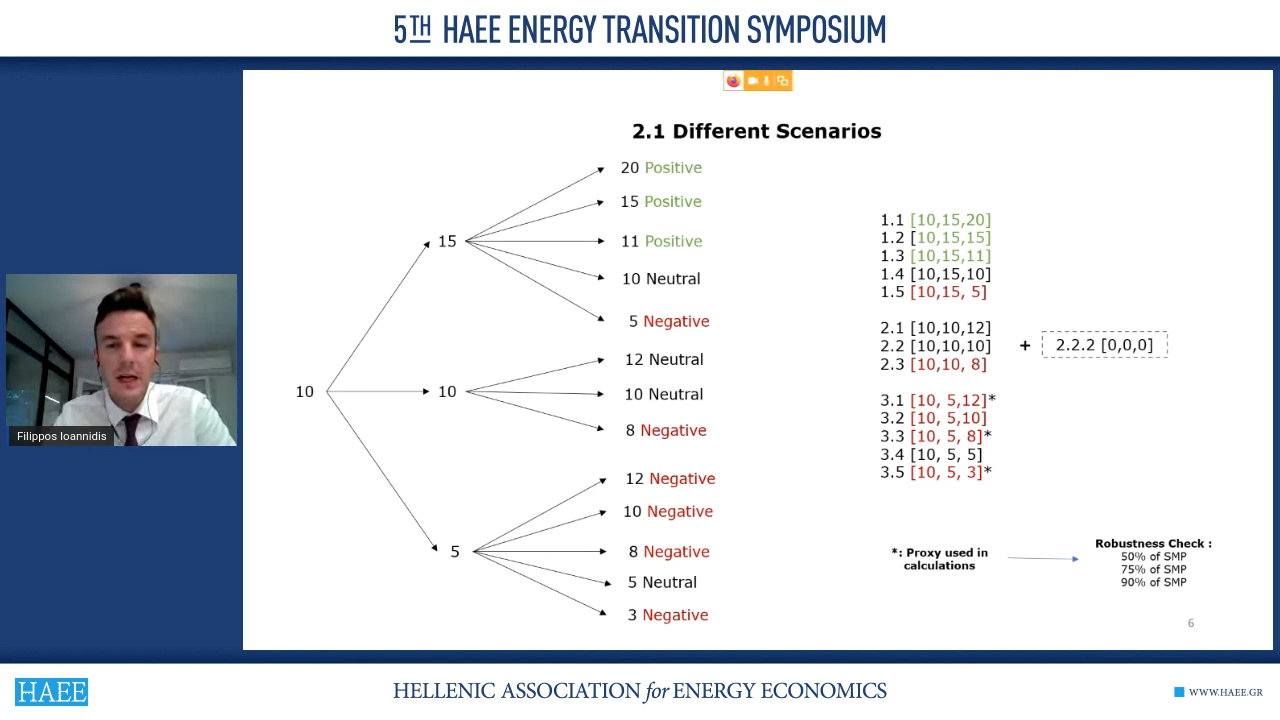 5TH HAEE ENERGY TRANSITION SYMPOSIUM
2.1 Different Scenarios
20 Positive
15 Positive
15
11 Positive
10 Neutral
5 Negative
12 Neutral
10
10
10 Neutral
8 Negative
12 Negative
10 Negative
5
8 Negative
5 Neutral
3 Negative
1.1 [10,15,20]
1.2 [10,15,15]
1.3 [10,15,11]
1.4 [10,15,10]
1.5 [10,15, 5]
2.1 [10,10,12]
2.2 [10,10,10]
2.3 [10,10, 8]
+
2.2.2 [0,0,0]
3.1 [10, 5,12]*
3.2 [10, 5,10]
3.3 [10, 5, 8]*
3.4 [10, 5, 5]
3.5 [10, 5, 3]*
*: Proxy used in
calculations
Robustness Check :
50% of SMP
75% of SMP
90% of SMP
6
Filippos Ioannidis
HAEE
HELLENIC ASSOCIATION for ENERGY ECONOMICS
WWW.HAEE.GR